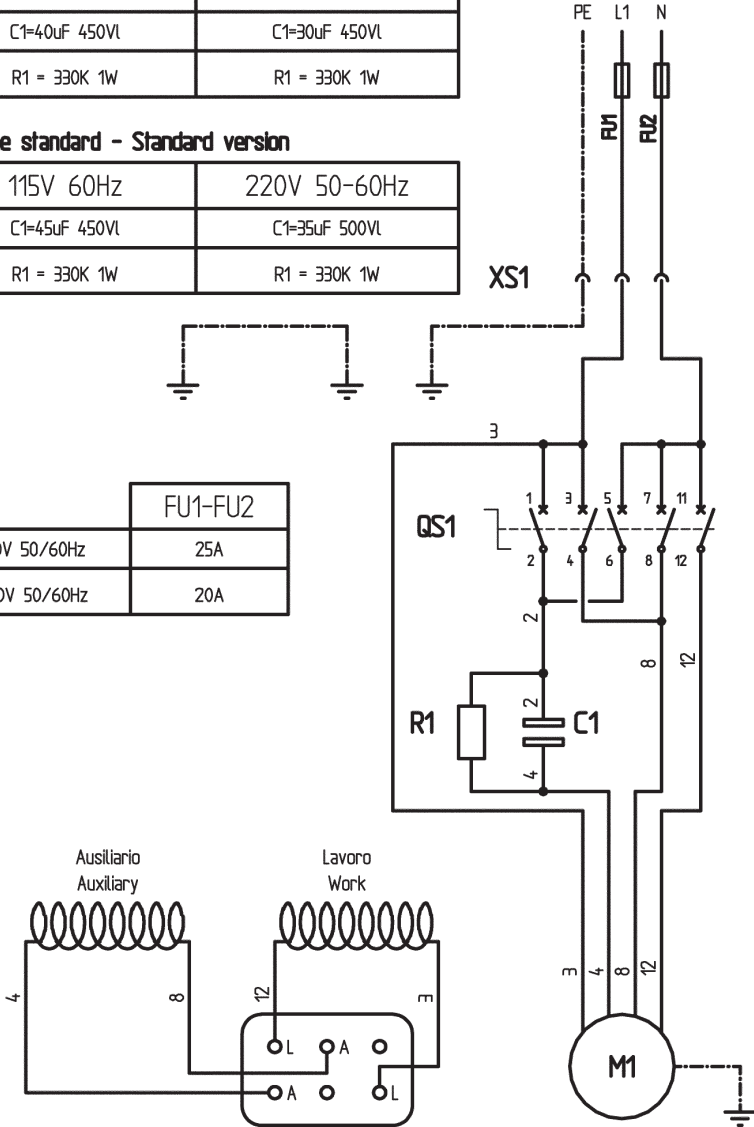 C1=40uF 450Vl C1=30uF 450Vl
R1 = 330K 1W R1 = 330K 1W
e standard - Standard version
115V 60Hz 220V 50-60Hz
C1=45uF 450Vl C1=35uF 500Vl
R1 = 330K 1W R1 = 330K 1W
PE L1 N
FU1 FU2
XS1
FU1-FU2
0V 50/60Hz 25A
0V 50/60Hz 20A
3
1 3 5 7 11
QS1
2 4 6 8 12
2
8 12
2
R1 C1
4
Ausiliario
Auxiliary
Lavoro
Work
4 8 12 3
L A
A L
3 4 8 12
M1